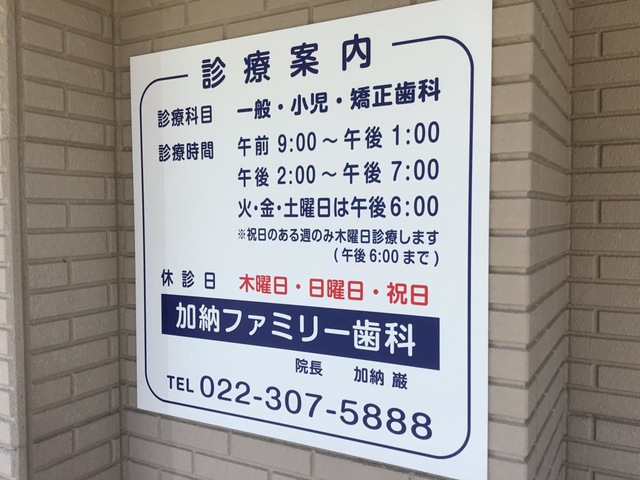 診療案内
診療科目 一般・小児・矯正歯科
診療時間 午前 9:00～午後 1:00
午後 2:00～午後 7:00
火・金・土曜日は午後6:00
※祝日のある週のみ木曜日診療します
(午後6:00まで)
休診日 木曜日・日曜日・祝日
加納ファミリー歯科
院長 加納 巌
TEL 022-307-5888